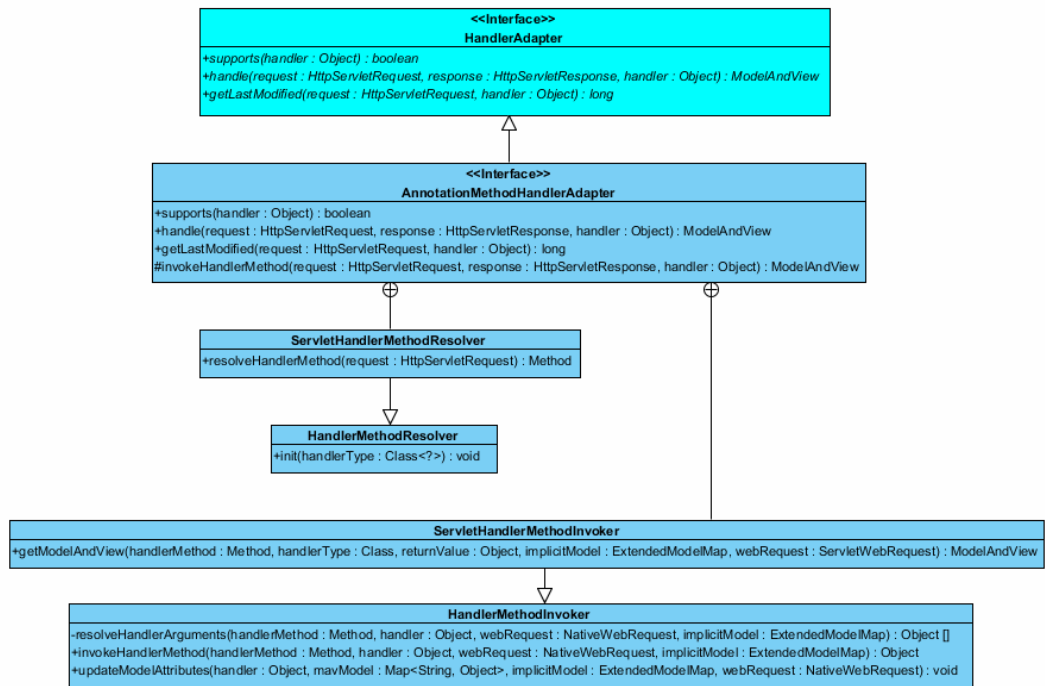 <<Interface>>
HandlerAdapter
+supports(handler : Object) : boolean
+handle(request : HttpServletRequest, response : HttpServletResponse, handler : Object) : ModelAndView
+getLastModified(request : HttpServletRequest, handler : Object) : long
<<Interface>>
AnnotationMethodHandlerAdapter
+supports(handler : Object) : boolean
+handle(request : HttpServletRequest, response : HttpServletResponse, handler : Object) : ModelAndView
+getLastModified(request : HttpServletRequest, handler : Object) : long
#invokeHandlerMethod(request : HttpServletRequest, response : HttpServletResponse, handler : Object) : ModelAndView
ServletHandlerMethodResolver
+resolveHandlerMethod(request : HttpServletRequest) : Method
HandlerMethodResolver
+init(handlerType : Class<?>) : void
ServletHandlerMethodInvoker
+getModelAndView(handlerMethod : Method, handlerType : Class, returnValue : Object, implicitModel : ExtendedModelMap, webRequest : ServletWebRequest) : ModelAndView
HandlerMethodInvoker
-resolveHandlerArguments(handlerMethod : Method, handler : Object, webRequest : NativeWebRequest, implicitModel : ExtendedModelMap) : Object []
+invokeHandlerMethod(handlerMethod : Method, handler : Object, webRequest : NativeWebRequest, implicitModel : ExtendedModelMap) : Object
+updateModelAttributes(handler : Object, mavModel : Map<String, Object>, implicitModel : ExtendedModelMap, webRequest : NativeWebRequest) : void